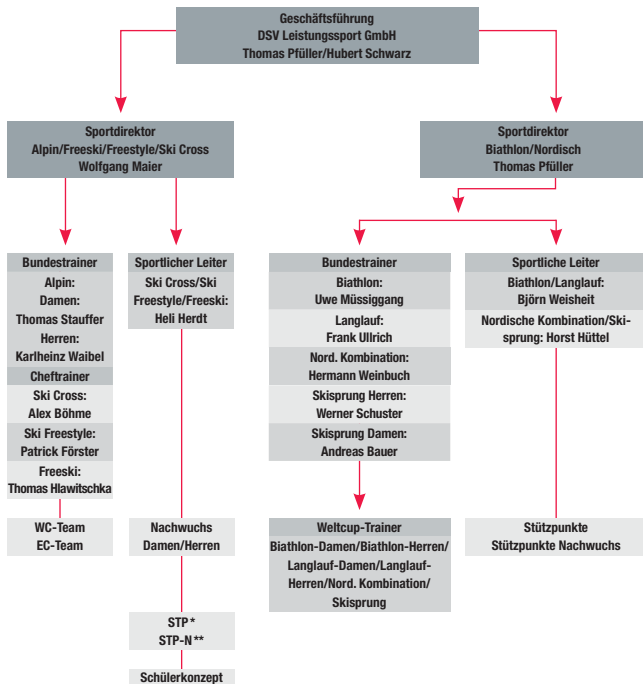 Geschäftsführung
DSV Leistungssport GmbH
Thomas Pfüller/Hubert Schwarz
Sportdirektor
Alpin/Freeski/Freestyle/Ski Cross
Wolfgang Maier
Sportdirektor
Biathlon/Nordisch
Thomas Pfüller
Bundestrainer
Alpin:
Damen:
Thomas Stauffer
Herren:
Karlheinz Waibel
Cheftrainer
Ski Cross:
Alex Böhme
Ski Freestyle:
Patrick Förster
Freeski:
Thomas Hlawitschka
WC-Team
EC-Team
Sportlicher Leiter
Ski Cross/Ski
Freestyle/Freeski:
Heli Herdt
Nachwuchs
Damen/Herren
STP*
STP-N**
Schülerkonzept
Bundestrainer
Biathlon:
Uwe Müssiggang
Langlauf:
Frank Ullrich
Nord. Kombination:
Hermann Weinbuch
Skisprung Herren:
Werner Schuster
Skisprung Damen:
Andreas Bauer
Weltcup-Trainer
Biathlon-Damen/Biathlon-Herren/
Langlauf-Damen/Langlauf-
Herren/Nord. Kombination/
Skisprung
Sportliche Leiter
Biathlon/Langlauf:
Björn Weisheit
Nordische Kombination/Ski-
sprung: Horst Hüttel
Stützpunkte
Stützpunkte Nachwuchs